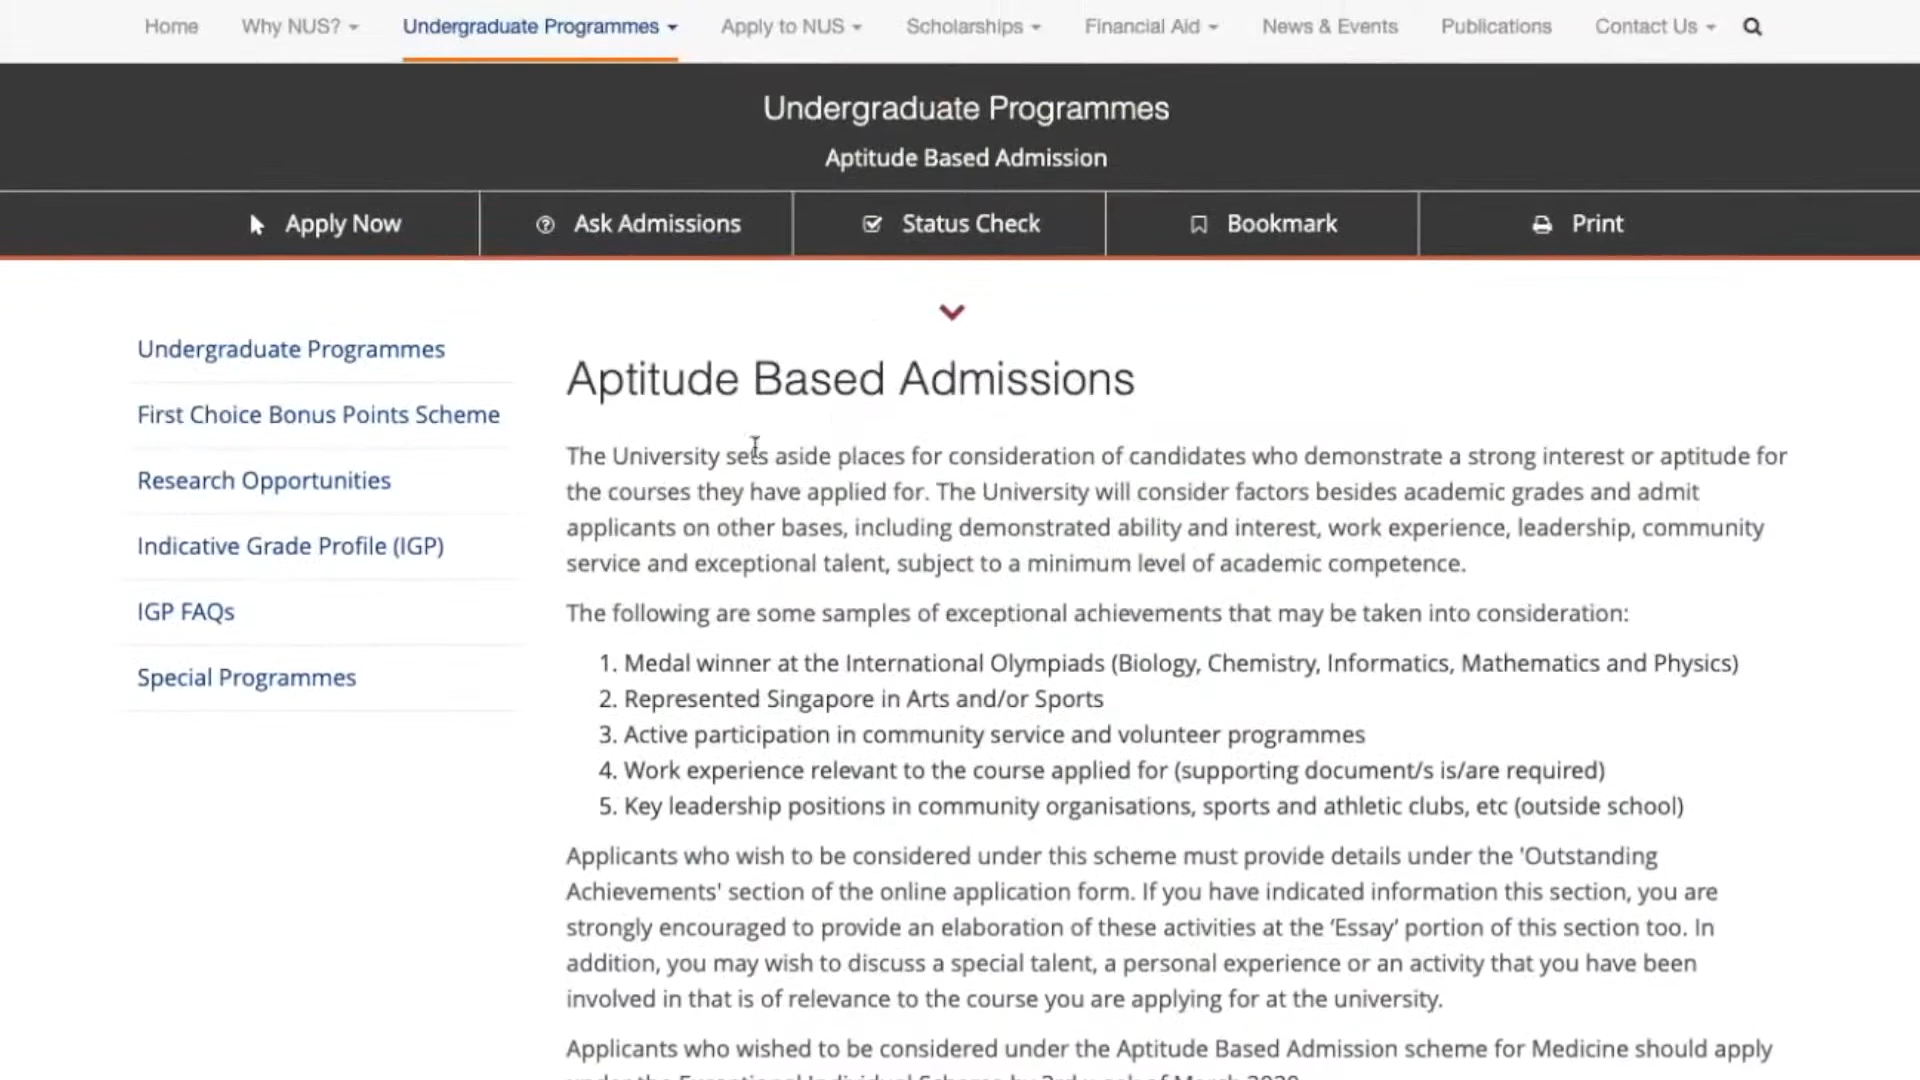 Home Why NUS? Undergraduate Programmes Apply to NUS Scholarships Financial Aid News & Events Publications Contact Us
Undergraduate Programmes
Aptitude Based Admission
Apply Now Ask Admissions Status Check Bookmark Print
Undergraduate Programmes
First Choice Bonus Points Scheme
Research Opportunities
Indicative Grade Profile (IGP)
IGP FAQs
Special Programmes
Aptitude Based Admissions
The University sets aside places for consideration of candidates who demonstrate a strong interest or aptitude for
the courses they have applied for. The University will consider factors besides academic grades and admit
applicants on other bases, including demonstrated ability and interest, work experience, leadership, community
service and exceptional talent, subject to a minimum level of academic competence.
The following are some samples of exceptional achievements that may be taken into consideration:
1. Medal winner at the International Olympiads (Biology, Chemistry, Informatics, Mathematics and Physics)
2. Represented Singapore in Arts and/or Sports
3. Active participation in community service and volunteer programmes
4. Work experience relevant to the course applied for (supporting document/s is/are required)
5. Key leadership positions in community organisations, sports and athletic clubs, etc (outside school)
Applicants who wish to be considered under this scheme must provide details under the 'Outstanding
Achievements' section of the online application form. If you have indicated information this section, you are
strongly encouraged to provide an elaboration of these activities at the ‘Essay’ portion of this section too. In
addition, you may wish to discuss a special talent, a personal experience or an activity that you have been
involved in that is of relevance to the course you are applying for at the university.
Applicants who wished to be considered under the Aptitude Based Admission scheme for Medicine should apply